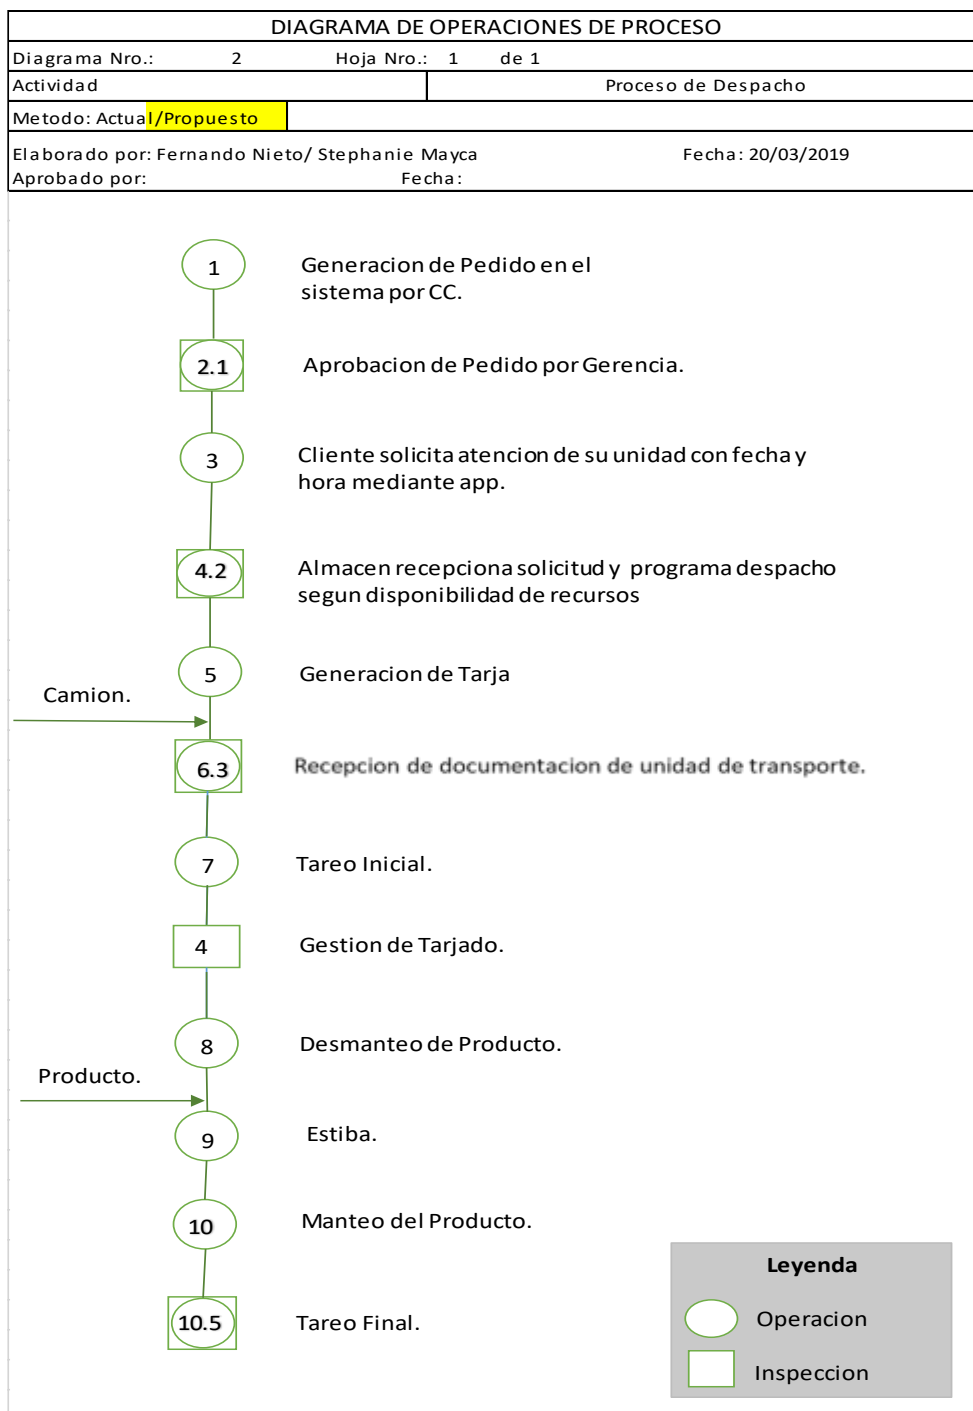 DIAGRAMA DE OPERACIONES DE PROCESO
Diagrama Nro.: 2 Hoja Nro.: 1 de 1
Actividad Proceso de Despacho
Metodo: Actual/Propuesto
Elaborado por: Fernando Nieto/ Stephanie Mayca Fecha: 20/03/2019
Aprobado por: Fecha:
1 Generacion de Pedido en el
sistema por CC.
2.1 Aprobacion de Pedido por Gerencia.
3 Cliente solicita atencion de su unidad con fecha y
hora mediante app.
4.2 Almacen recepciona solicitud y programa despacho
segun disponibilidad de recursos
5 Generacion de Tarja
Camion.
6.3 Recepcion de documentacion de unidad de transporte.
7 Tareo Inicial.
4 Gestion de Tarjado.
8 Desmanteo de Producto.
Producto.
9 Estiba.
10 Manteo del Producto.
10.5 Tareo Final.
Leyenda
Operacion
Inspeccion